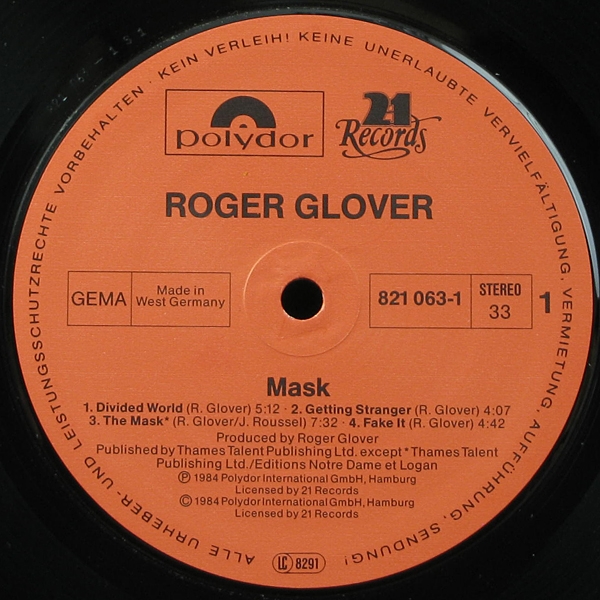 ALLE URHEBER- UND LEISTUNGSSCHUTZRECHTE VORBEHALTEN · KEIN VERLEIH! KEINE UNERLAUBTE VERVIELFÄLTIGUNG, VERMIETUNG, AUFFÜHRUNG, SENDUNG!
polydor
21 Records
ROGER GLOVER
GEMA
Made in
West Germany
821 063-1
STEREO
33
1
Mask
1. Divided World (R. Glover) 5:12 · 2. Getting Stranger (R. Glover) 4:07
3. The Mask* (R. Glover/J. Roussel) 7:32 · 4. Fake It (R. Glover) 4:42
Produced by Roger Glover
Published by Thames Talent Publishing Ltd. except *Thames Talent
Publishing Ltd./Editions Notre Dame et Logan
Ⓟ 1984 Polydor International GmbH, Hamburg
Licensed by 21 Records
© 1984 Polydor International GmbH, Hamburg
Licensed by 21 Records
LC 8291